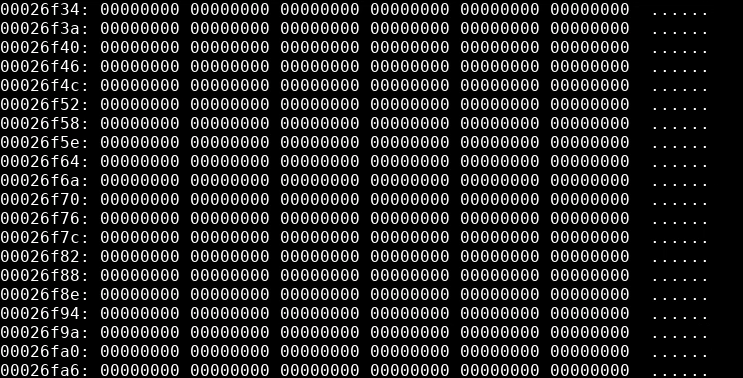 00026f34: 00000000 00000000 00000000 00000000 00000000 00000000  ......
00026f3a: 00000000 00000000 00000000 00000000 00000000 00000000  ......
00026f40: 00000000 00000000 00000000 00000000 00000000 00000000  ......
00026f46: 00000000 00000000 00000000 00000000 00000000 00000000  ......
00026f4c: 00000000 00000000 00000000 00000000 00000000 00000000  ......
00026f52: 00000000 00000000 00000000 00000000 00000000 00000000  ......
00026f58: 00000000 00000000 00000000 00000000 00000000 00000000  ......
00026f5e: 00000000 00000000 00000000 00000000 00000000 00000000  ......
00026f64: 00000000 00000000 00000000 00000000 00000000 00000000  ......
00026f6a: 00000000 00000000 00000000 00000000 00000000 00000000  ......
00026f70: 00000000 00000000 00000000 00000000 00000000 00000000  ......
00026f76: 00000000 00000000 00000000 00000000 00000000 00000000  ......
00026f7c: 00000000 00000000 00000000 00000000 00000000 00000000  ......
00026f82: 00000000 00000000 00000000 00000000 00000000 00000000  ......
00026f88: 00000000 00000000 00000000 00000000 00000000 00000000  ......
00026f8e: 00000000 00000000 00000000 00000000 00000000 00000000  ......
00026f94: 00000000 00000000 00000000 00000000 00000000 00000000  ......
00026f9a: 00000000 00000000 00000000 00000000 00000000 00000000  ......
00026fa0: 00000000 00000000 00000000 00000000 00000000 00000000  ......
00026fa6: 00000000 00000000 00000000 00000000 00000000 00000000  ......